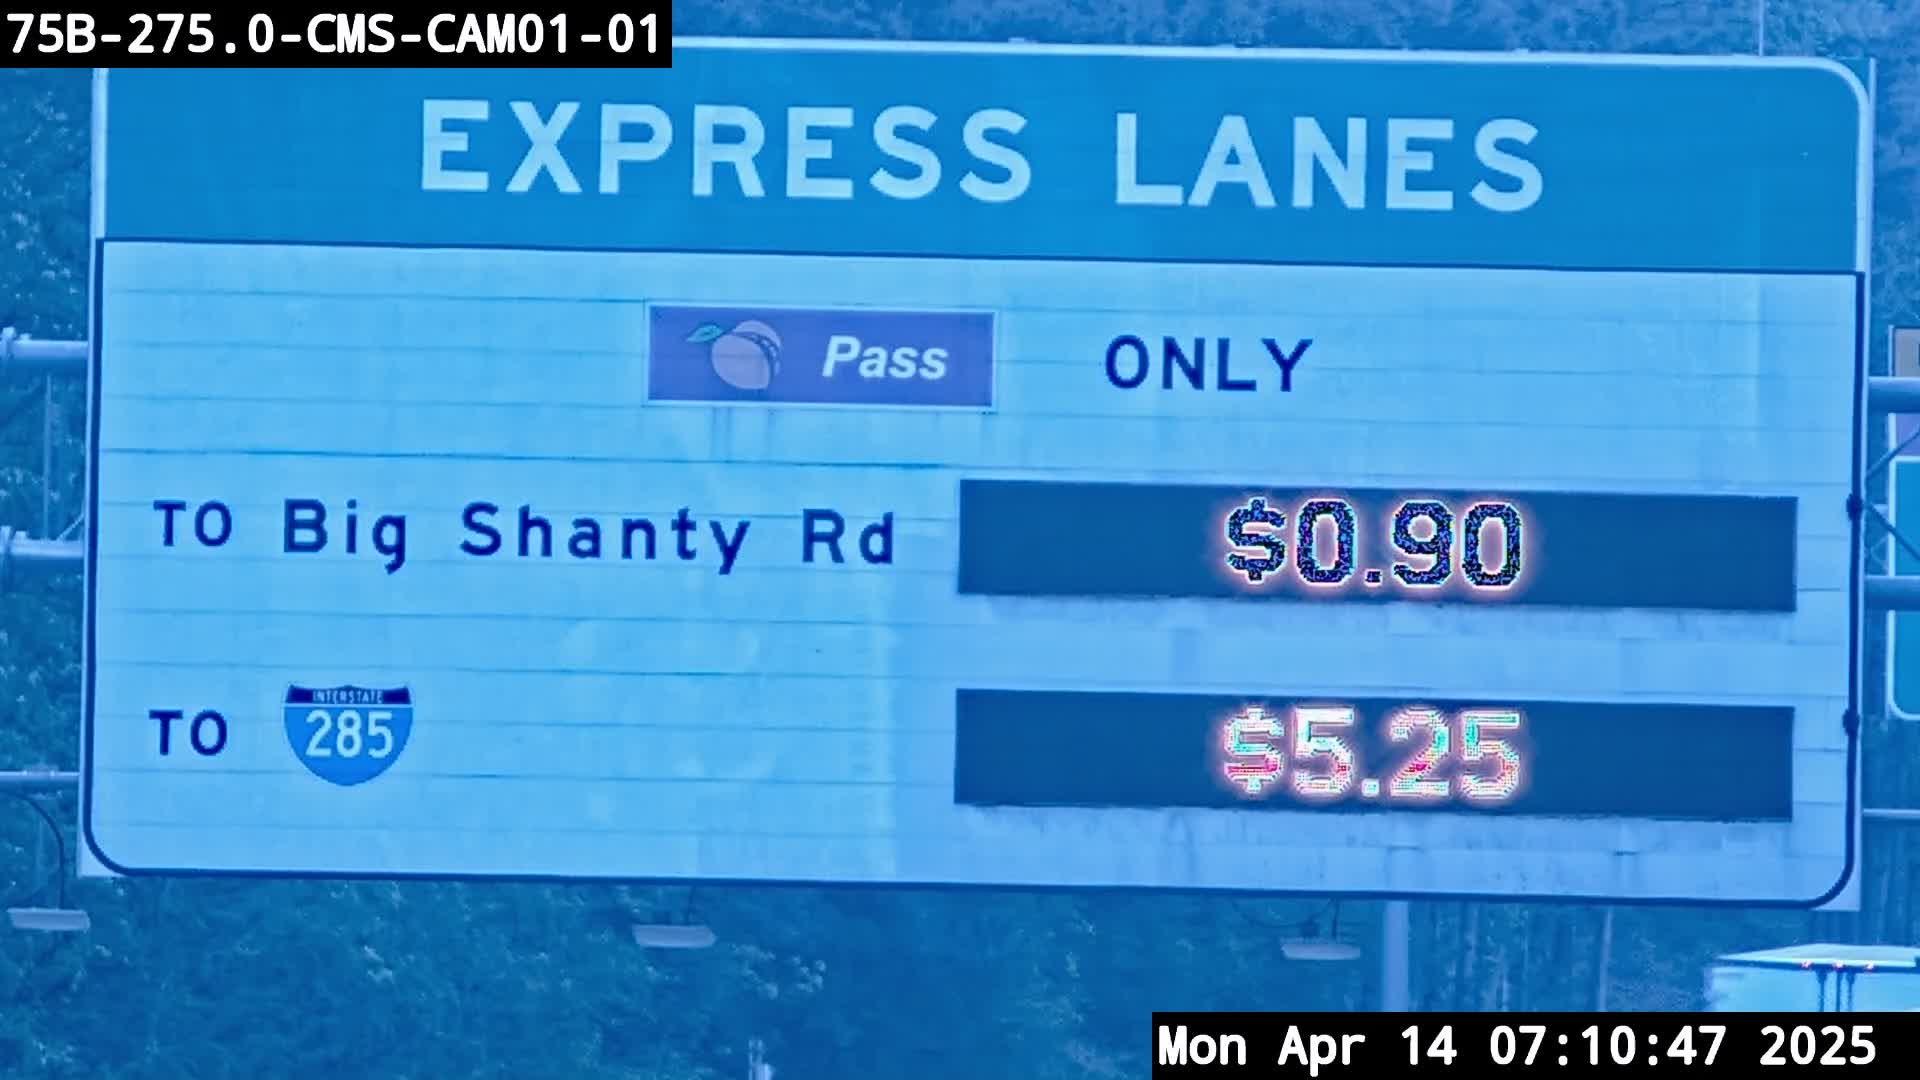 75B-275.0-CMS-CAM01-01
EXPRESS LANES
Pass ONLY
TO Big Shanty Rd $0.90
INTERSTATE
TO 285 $5.25
Mon Apr 14 07:10:47 2025